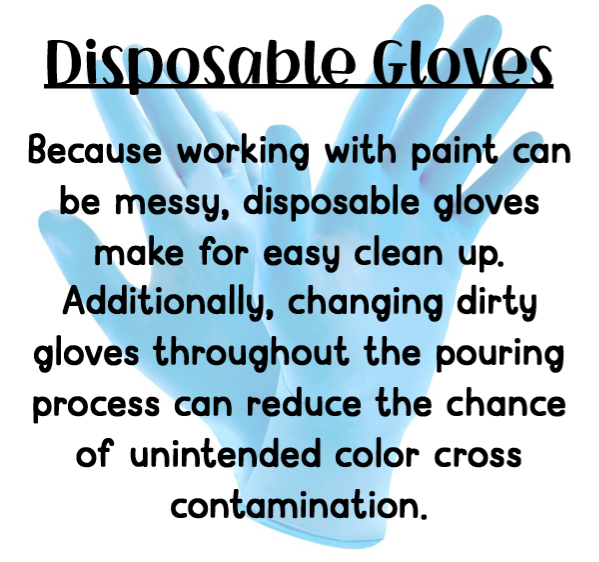 Disposable Gloves
Because working with paint can
be messy, disposable gloves
make for easy clean up.
Additionally, changing dirty
gloves throughout the pouring
process can reduce the chance
of unintended color cross
contamination.